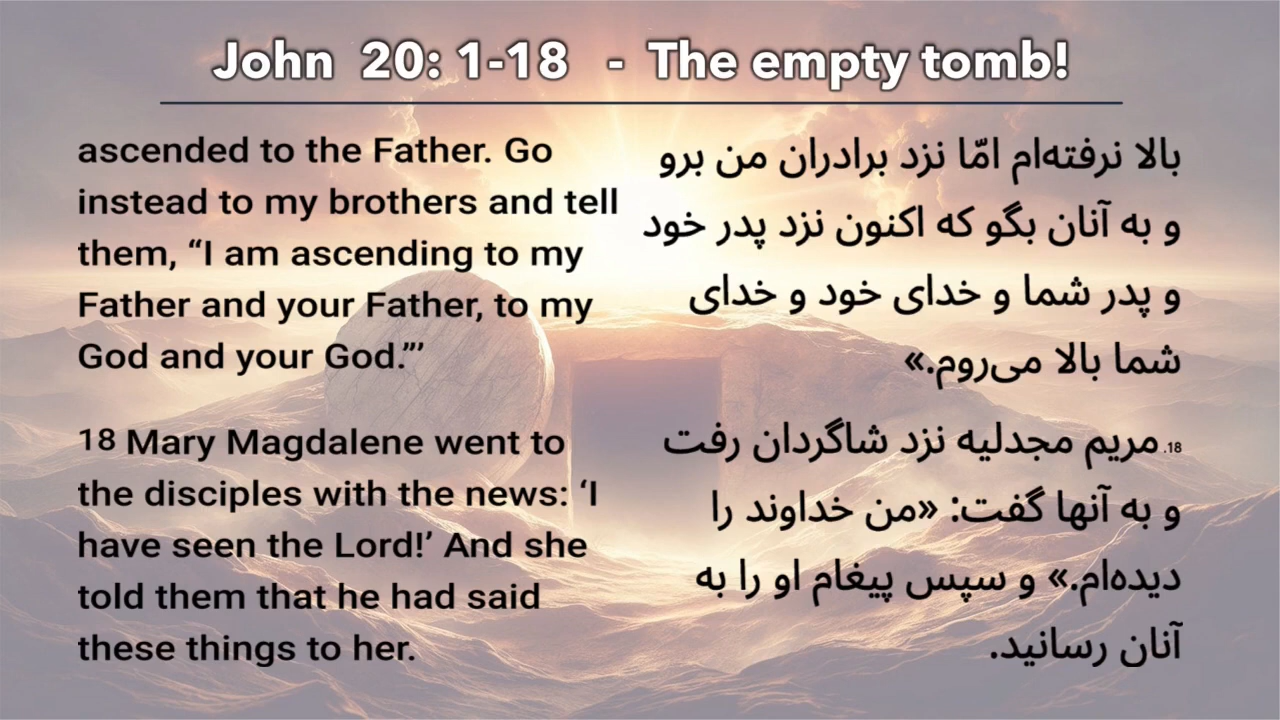 John 20: 1-18 - The empty tomb!
ascended to the Father. Go
instead to my brothers and tell
them, “I am ascending to my
Father and your Father, to my
God and your God.”’
18 Mary Magdalene went to
the disciples with the news: ‘I
have seen the Lord!’ And she
told them that he had said
these things to her.
بالا نرفته‌ام امّا نزد برادران من برو
و به آنان بگو که اکنون نزد پدر خود
و پدر شما و خدای خود و خدای
شما بالا می‌روم.»
18. مریم مجدلیه نزد شاگردان رفت
و به آنها گفت: «من خداوند را
دیده‌ام.» و سپس پیغام او را به
آنان رسانید.